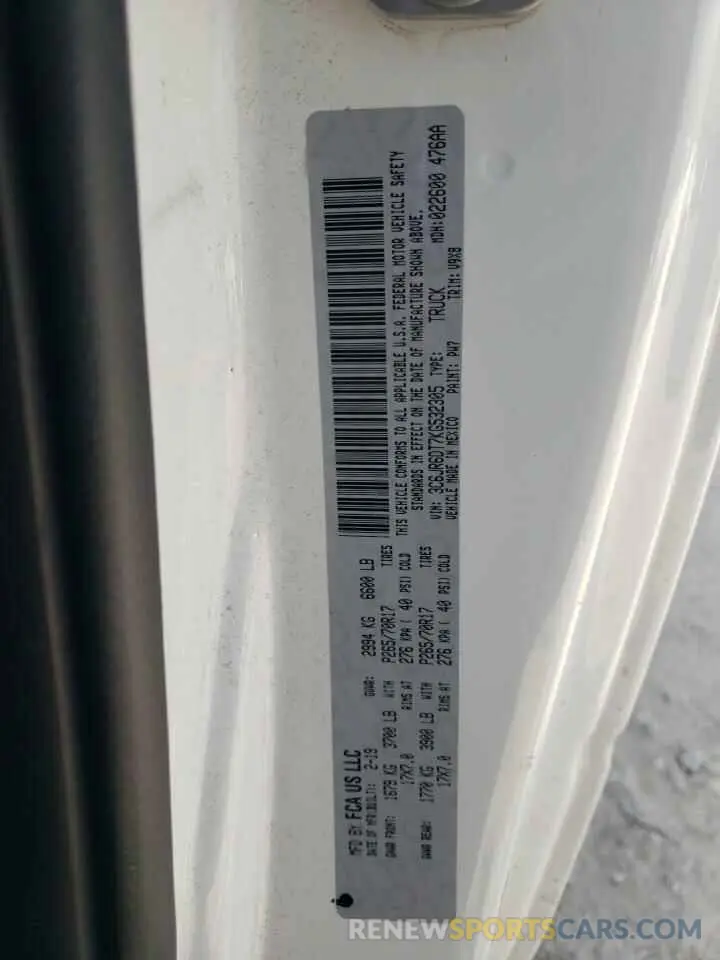 MFD BY FCA US LLC
DATE OF MFR(BUILT): 2-19
GVWR: 2994 KG 6600 LB
GAWR FRONT: 1679 KG 3700 LB WITH P265/70R17 TIRES
17X7.0 RIMS AT 276 KPA ( 40 PSI) COLD
GAWR REAR: 1770 KG 3900 LB WITH P265/70R17 TIRES
17X7.0 RIMS AT 276 KPA ( 40 PSI) COLD
THIS VEHICLE CONFORMS TO ALL APPLICABLE U.S.A. FEDERAL MOTOR VEHICLE SAFETY
STANDARDS IN EFFECT ON THE DATE OF MANUFACTURE SHOWN ABOVE.
VIN: 3C6JR6DT7KG532305 TYPE: TRUCK MDH:022600 476AA
VEHICLE MADE IN MEXICO PAINT: PW7 TRIM: V9X8
RENEWSPORTSCARS.COM